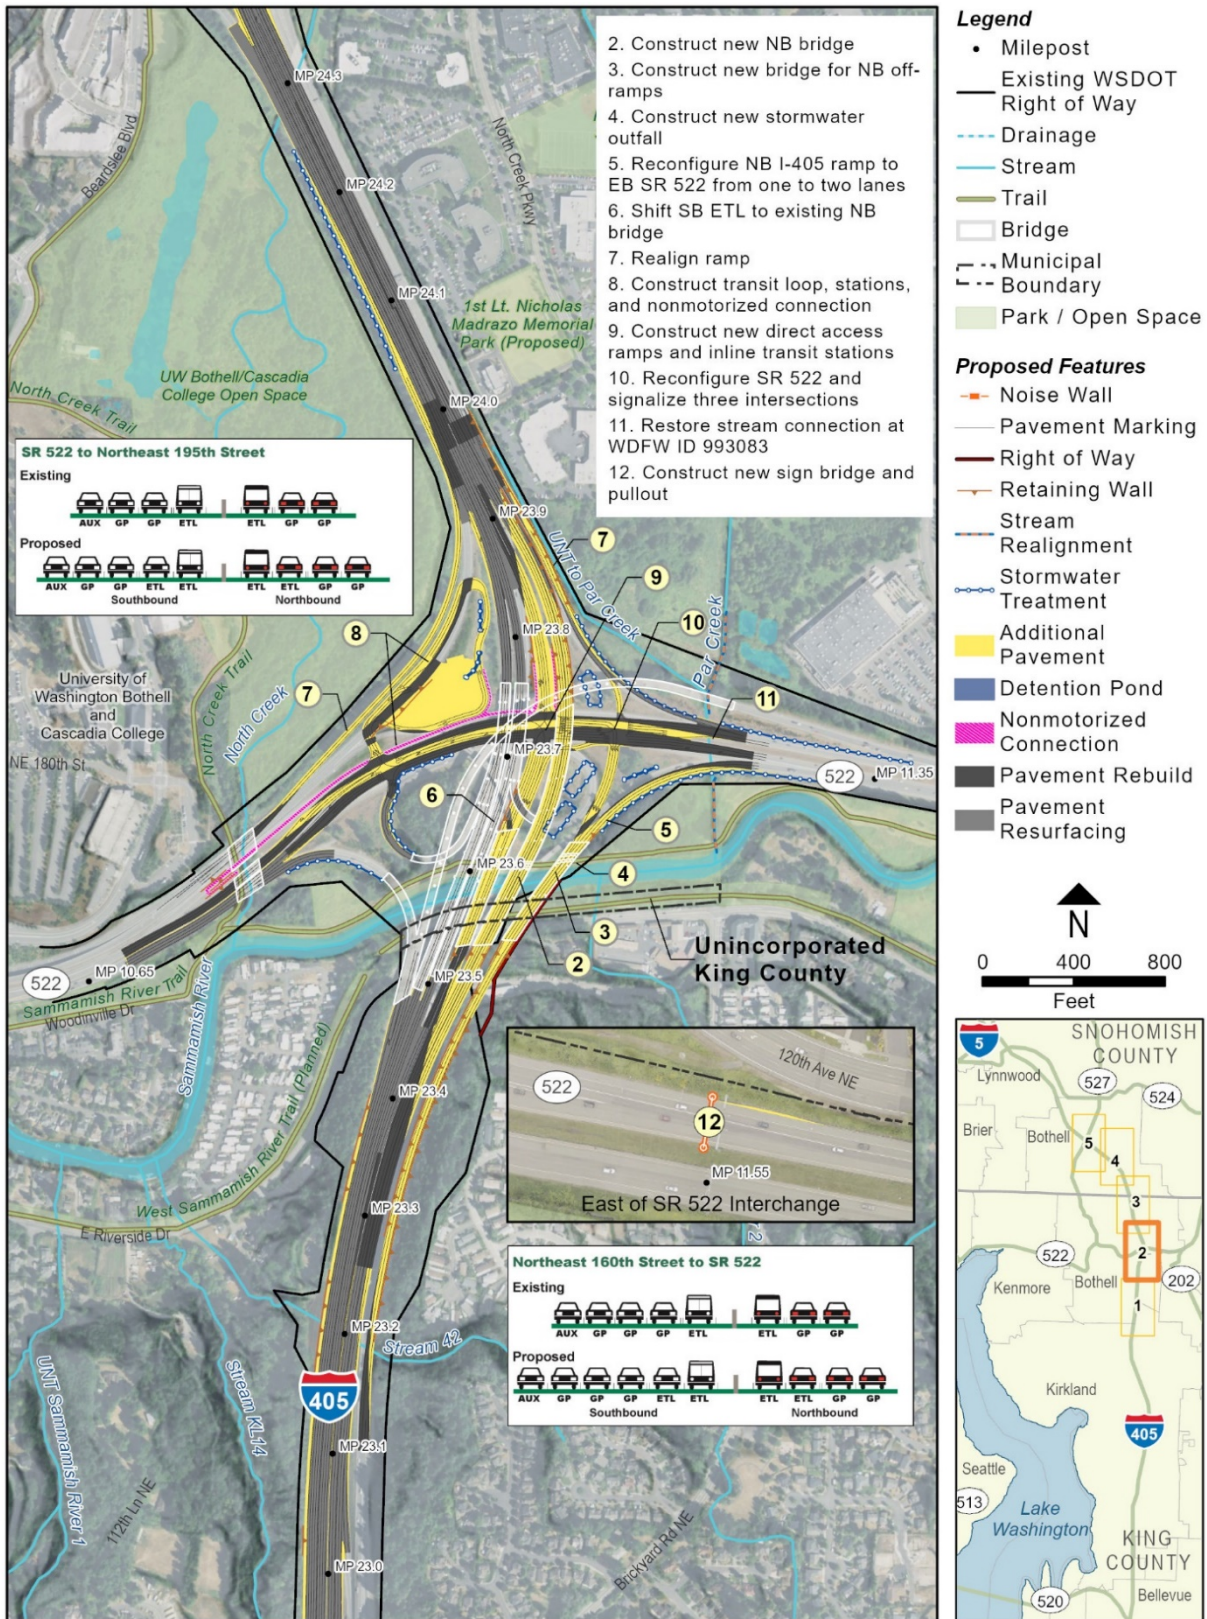 2. Construct new NB bridge
3. Construct new bridge for NB off-
ramps
4. Construct new stormwater
outfall
5. Reconfigure NB I-405 ramp to
EB SR 522 from one to two lanes
6. Shift SB ETL to existing NB
bridge
7. Realign ramp
8. Construct transit loop, stations,
and nonmotorized connection
9. Construct new direct access
ramps and inline transit stations
10. Reconfigure SR 522 and
signalize three intersections
11. Restore stream connection at
WDFW ID 993083
12. Construct new sign bridge and
pullout
MP 24.3
Beardslee Blvd
North Creek Pkwy
MP 24.2
MP 24.1
1st Lt. Nicholas
Madrazo Memorial
Park (Proposed)
UW Bothell/Cascadia
College Open Space
North Creek Trail
MP 24.0
SR 522 to Northeast 195th Street
Existing
AUX GP GP ETL ETL GP GP
Proposed
AUX GP GP ETL ETL ETL ETL GP GP
Southbound Northbound
MP 23.9
7
9
UNT to Par Creek
10
8
MP 23.8
Par Creek
University of
Washington Bothell
and
Cascadia College
North Creek Trail
North Creek
7
11
NE 180th St
MP 23.7
522
MP 11.35
6
5
MP 23.6
4
3
Unincorporated
King County
2
522
MP 10.65
MP 23.5
Sammamish River Trail
Woodinville Dr
Sammamish River
West Sammamish River Trail (Planned)
E Riverside Dr
MP 23.4
120th Ave NE
522
12
MP 11.55
East of SR 522 Interchange
MP 23.3
Northeast 160th Street to SR 522
Existing
AUX GP GP GP ETL ETL GP GP
Proposed
AUX GP GP GP ETL ETL ETL ETL GP GP
Southbound Northbound
MP 23.2
Stream 42
405
UNT Sammamish River 1
Stream KL14
MP 23.1
112th Ln NE
MP 23.0
Brickyard Rd NE
Legend
Milepost
Existing WSDOT
Right of Way
Drainage
Stream
Trail
Bridge
Municipal
Boundary
Park / Open Space
Proposed Features
Noise Wall
Pavement Marking
Right of Way
Retaining Wall
Stream
Realignment
Stormwater
Treatment
Additional
Pavement
Detention Pond
Nonmotorized
Connection
Pavement Rebuild
Pavement
Resurfacing
N
0 400 800
Feet
5
SNOHOMISH
COUNTY
Lynnwood
527
524
Brier
Bothell
5
4
3
522
2
Kenmore
Bothell
202
1
Kirkland
405
Seattle
513
Lake
Washington
KING
COUNTY
520
Bellevue